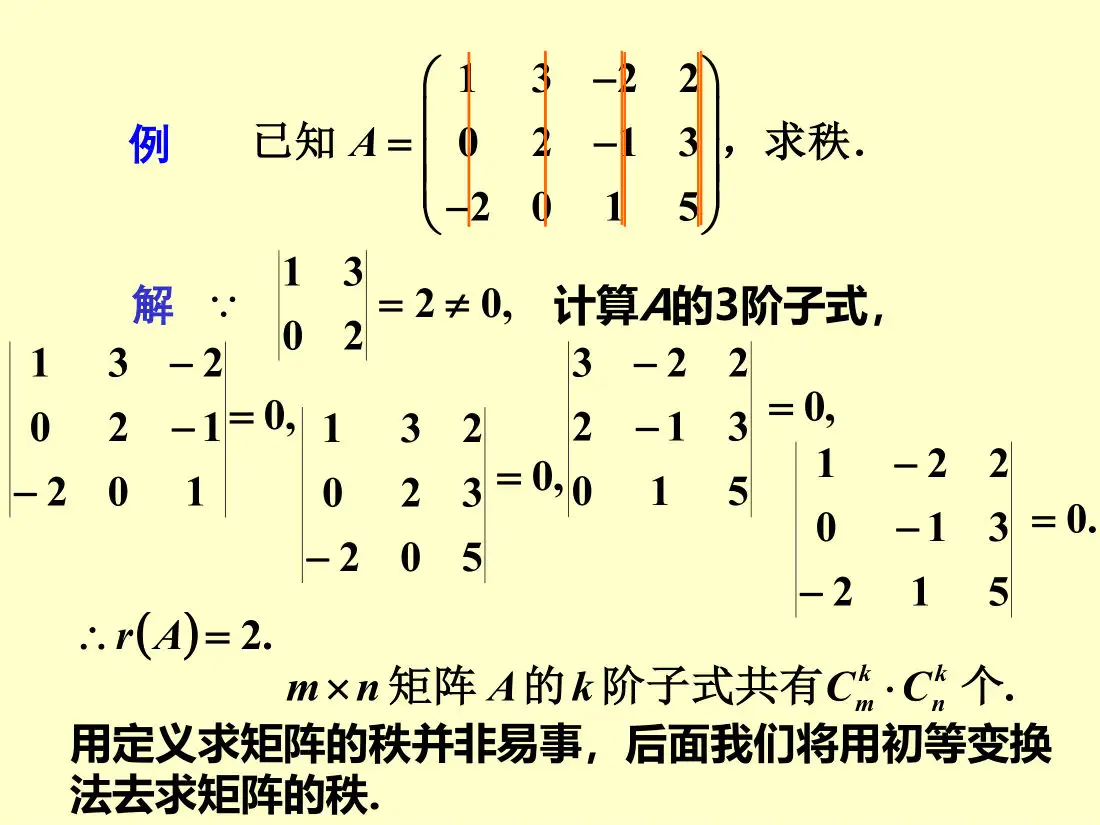 例 已知 A = ( 1 3 −2 2
0 2 −1 3
−2 0 1 5 ) ，求秩.
解 ∵ | 1 3
0 2 | = 2 ≠ 0, 计算A的3阶子式，
| 1 3 −2
0 2 −1
−2 0 1 | = 0,
| 1 3 2
0 2 3
−2 0 5 | = 0,
| 3 −2 2
2 −1 3
0 1 5 | = 0,
| 1 −2 2
0 −1 3
−2 1 5 | = 0.
∴ r(A) = 2.
m × n 矩阵 A 的 k 阶子式共有 C_m^k · C_n^k 个.
用定义求矩阵的秩并非易事，后面我们将用初等变换
法去求矩阵的秩.